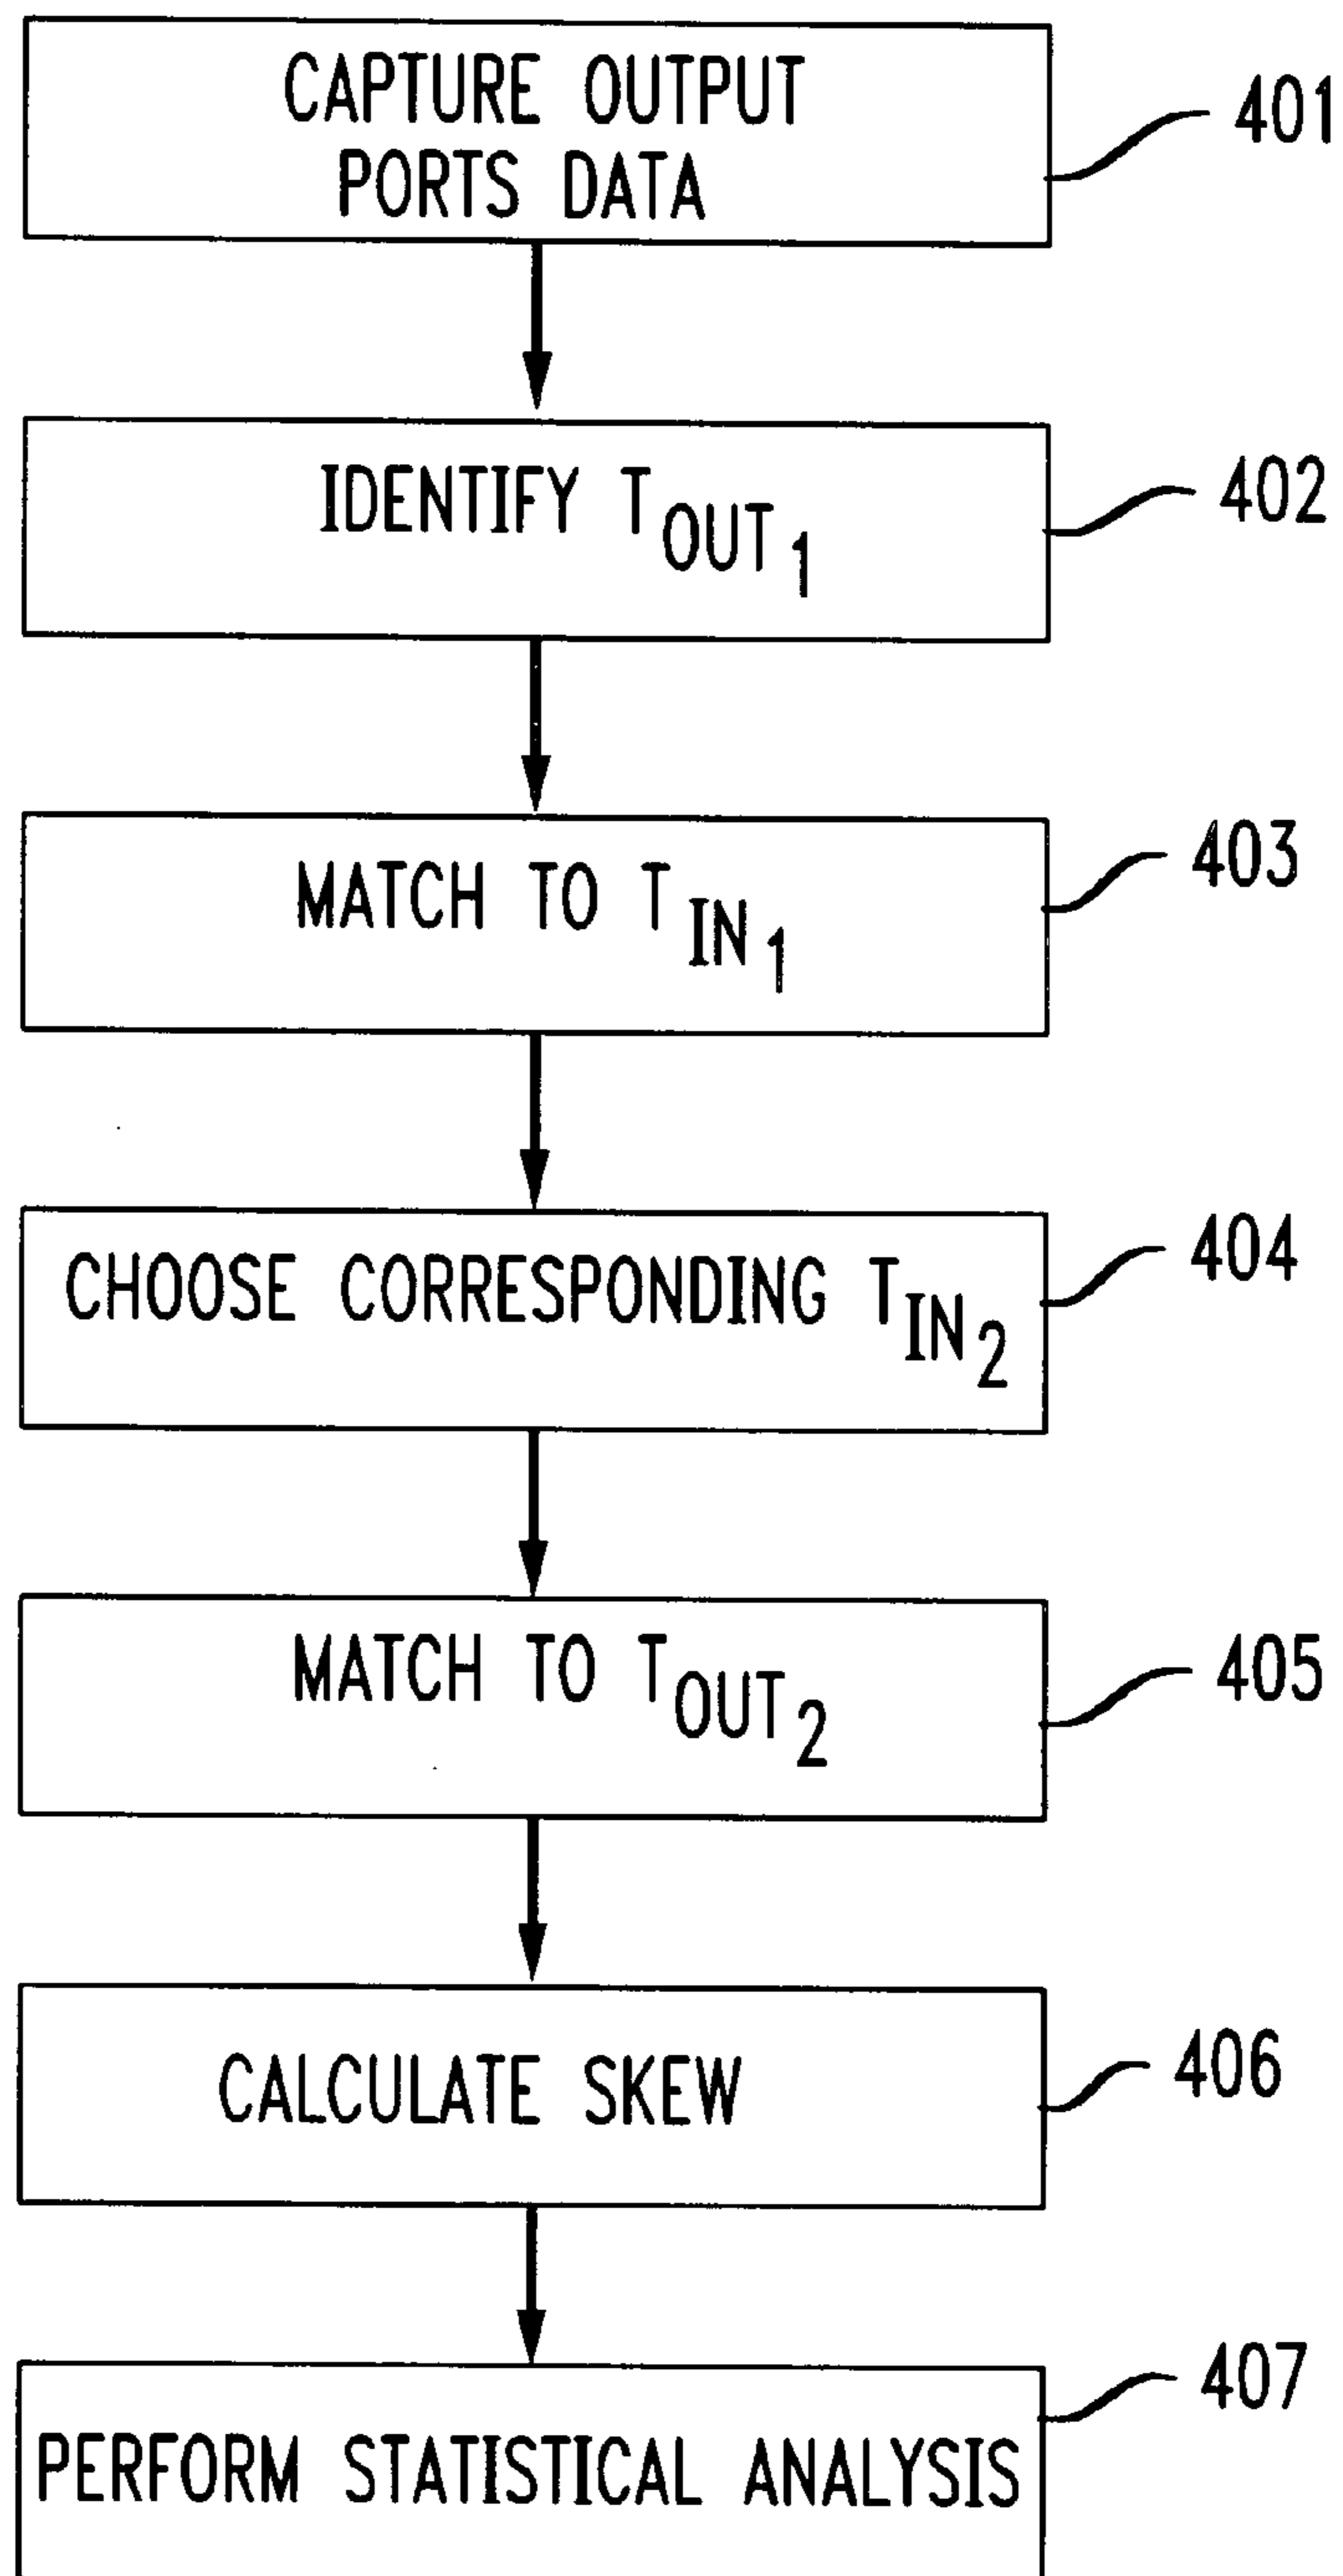 CAPTURE OUTPUT
PORTS DATA
401
IDENTIFY T OUT 1
402
MATCH TO T IN 1
403
CHOOSE CORRESPONDING T IN 2
404
MATCH TO T OUT 2
405
CALCULATE SKEW
406
PERFORM STATISTICAL ANALYSIS
407